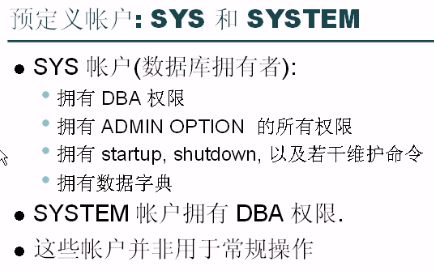 预定义帐户: SYS 和 SYSTEM
● SYS 帐户(数据库拥有者):
• 拥有 DBA 权限
• 拥有 ADMIN OPTION 的所有权限
• 拥有 startup, shutdown, 以及若干维护命令
• 拥有数据字典
● SYSTEM 帐户拥有 DBA 权限.
● 这些帐户并非用于常规操作